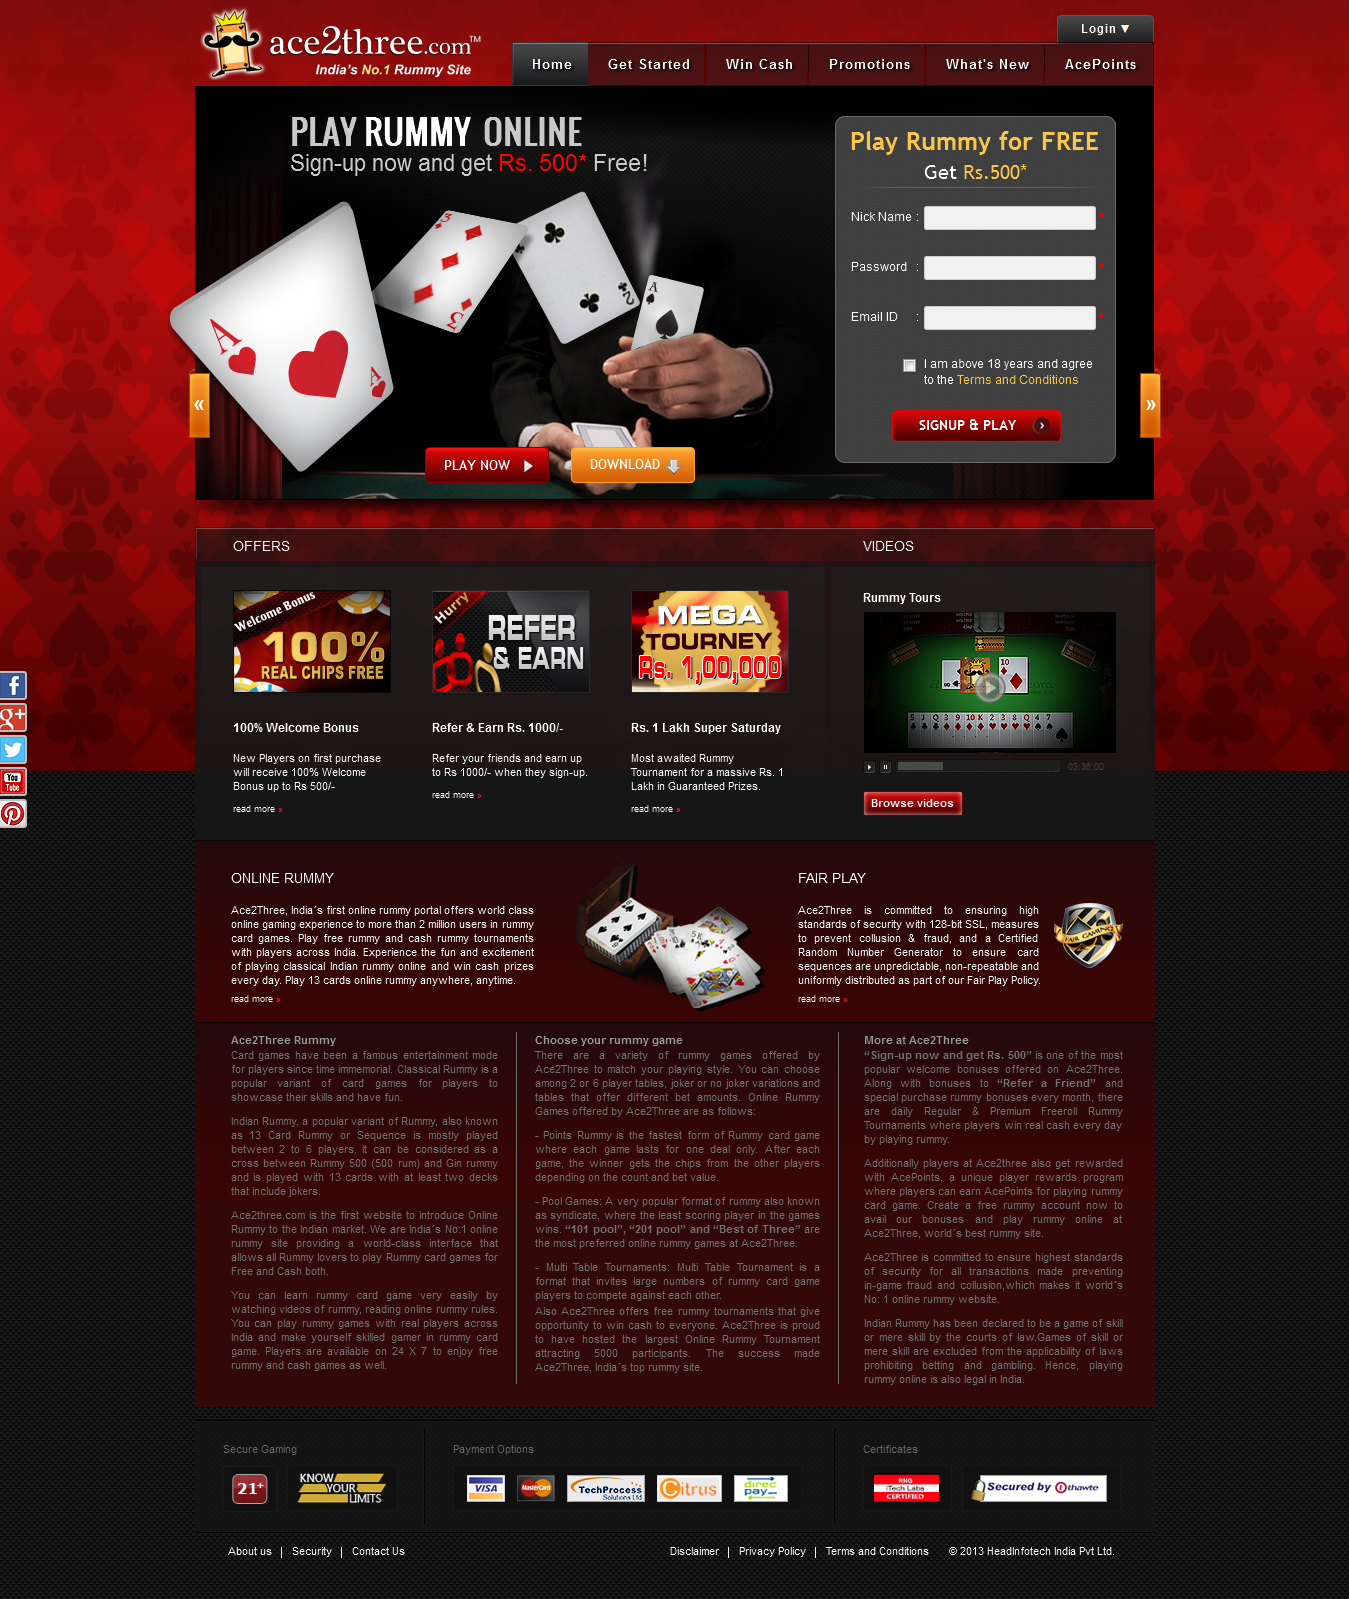 ace2three.com™
India's No.1 Rummy Site
Login
Home
Get Started
Win Cash
Promotions
What's New
AcePoints
PLAY RUMMY ONLINE
Sign-up now and get Rs. 500* Free!
A
A
3
3
2
A
PLAY NOW
DOWNLOAD
«
»
Play Rummy for FREE
Get Rs.500*
Nick Name :
*
Password :
*
Email ID :
*
I am above 18 years and agree
to the Terms and Conditions
SIGNUP & PLAY
OFFERS
VIDEOS
Welcome Bonus
100%
REAL CHIPS FREE
Hurry
REFER
& EARN
MEGA
TOURNEY
Rs. 1,00,000
100% Welcome Bonus
New Players on first purchase
will receive 100% Welcome
Bonus up to Rs 500/-
read more »
Refer & Earn Rs. 1000/-
Refer your friends and earn up
to Rs 1000/- when they sign-up.
read more »
Rs. 1 Lakh Super Saturday
Most awaited Rummy
Tournament for a massive Rs. 1
Lakh in Guaranteed Prizes.
read more »
Rummy Tours
8
10
5 J Q 3 9 10 K 2 3 8 Q 4 7
03:36:00
Browse videos
f
g+
You
Tube
ONLINE RUMMY
Ace2Three, India´s first online rummy portal offers world class
online gaming experience to more than 2 million users in rummy
card games. Play free rummy and cash rummy tournaments
with players across India. Experience the fun and excitement
of playing classical Indian rummy online and win cash prizes
every day. Play 13 cards online rummy anywhere, anytime.
read more »
FAIR PLAY
Ace2Three is committed to ensuring high
standards of security with 128-bit SSL, measures
to prevent collusion & fraud, and a Certified
Random Number Generator to ensure card
sequences are unpredictable, non-repeatable and
uniformly distributed as part of our Fair Play Policy.
read more »
FAIR GAMING
Ace2Three Rummy
Card games have been a famous entertainment mode
for players since time immemorial. Classical Rummy is a
popular variant of card games for players to
showcase their skills and have fun.
Indian Rummy, a popular variant of Rummy, also known
as 13 Card Rummy or Sequence is mostly played
between 2 to 6 players. It can be considered as a
cross between Rummy 500 (500 rum) and Gin rummy
and is played with 13 cards with at least two decks
that include jokers.
Ace2three.com is the first website to introduce Online
Rummy to the Indian market. We are India´s No:1 online
rummy site providing a world-class interface that
allows all Rummy lovers to play Rummy card games for
Free and Cash both.
You can learn rummy card game very easily by
watching videos of rummy, reading online rummy rules.
You can play rummy games with real players across
India and make yourself skilled gamer in rummy card
game. Players are available on 24 X 7 to enjoy free
rummy and cash games as well.
Choose your rummy game
There are a variety of rummy games offered by
Ace2Three to match your playing style. You can choose
among 2 or 6 player tables, joker or no joker variations and
tables that offer different bet amounts. Online Rummy
Games offered by Ace2Three are as follows:
- Points Rummy is the fastest form of Rummy card game
where each game lasts for one deal only. After each
game, the winner gets the chips from the other players
depending on the count and bet value.
- Pool Games: A very popular format of rummy also known
as syndicate, where the least scoring player in the games
wins. “101 pool”, “201 pool” and “Best of Three” are
the most preferred online rummy games at Ace2Three.
- Multi Table Tournaments: Multi Table Tournament is a
format that invites large numbers of rummy card game
players to compete against each other.
Also Ace2Three offers free rummy tournaments that give
opportunity to win cash to everyone. Ace2Three is proud
to have hosted the largest Online Rummy Tournament
attracting 5000 participants. The success made
Ace2Three, India´s top rummy site.
More at Ace2Three
“Sign-up now and get Rs. 500” is one of the most
popular welcome bonuses offered on Ace2Three.
Along with bonuses to “Refer a Friend” and
special purchase rummy bonuses every month, there
are daily Regular & Premium Freeroll Rummy
Tournaments where players win real cash every day
by playing rummy.
Additionally players at Ace2three also get rewarded
with AcePoints, a unique player rewards program
where players can earn AcePoints for playing rummy
card game. Create a free rummy account now to
avail our bonuses and play rummy online at
Ace2Three, world´s best rummy site.
Ace2Three is committed to ensure highest standards
of security for all transactions made preventing
in-game fraud and collusion,which makes it world´s
No: 1 online rummy website.
Indian Rummy has been declared to be a game of skill
or mere skill by the courts of law.Games of skill or
mere skill are excluded from the applicability of laws
prohibiting betting and gambling. Hence, playing
rummy online is also legal in India.
Secure Gaming
21+
KNOW
YOUR
LIMITS
Payment Options
VISA
MasterCard
TechProcess
Solutions Ltd
Citrus
direc
pay
Certificates
RNG
iTech Labs
CERTIFIED
Secured by thawte
About us | Security | Contact Us
Disclaimer | Privacy Policy | Terms and Conditions © 2013 HeadInfotech India Pvt Ltd.